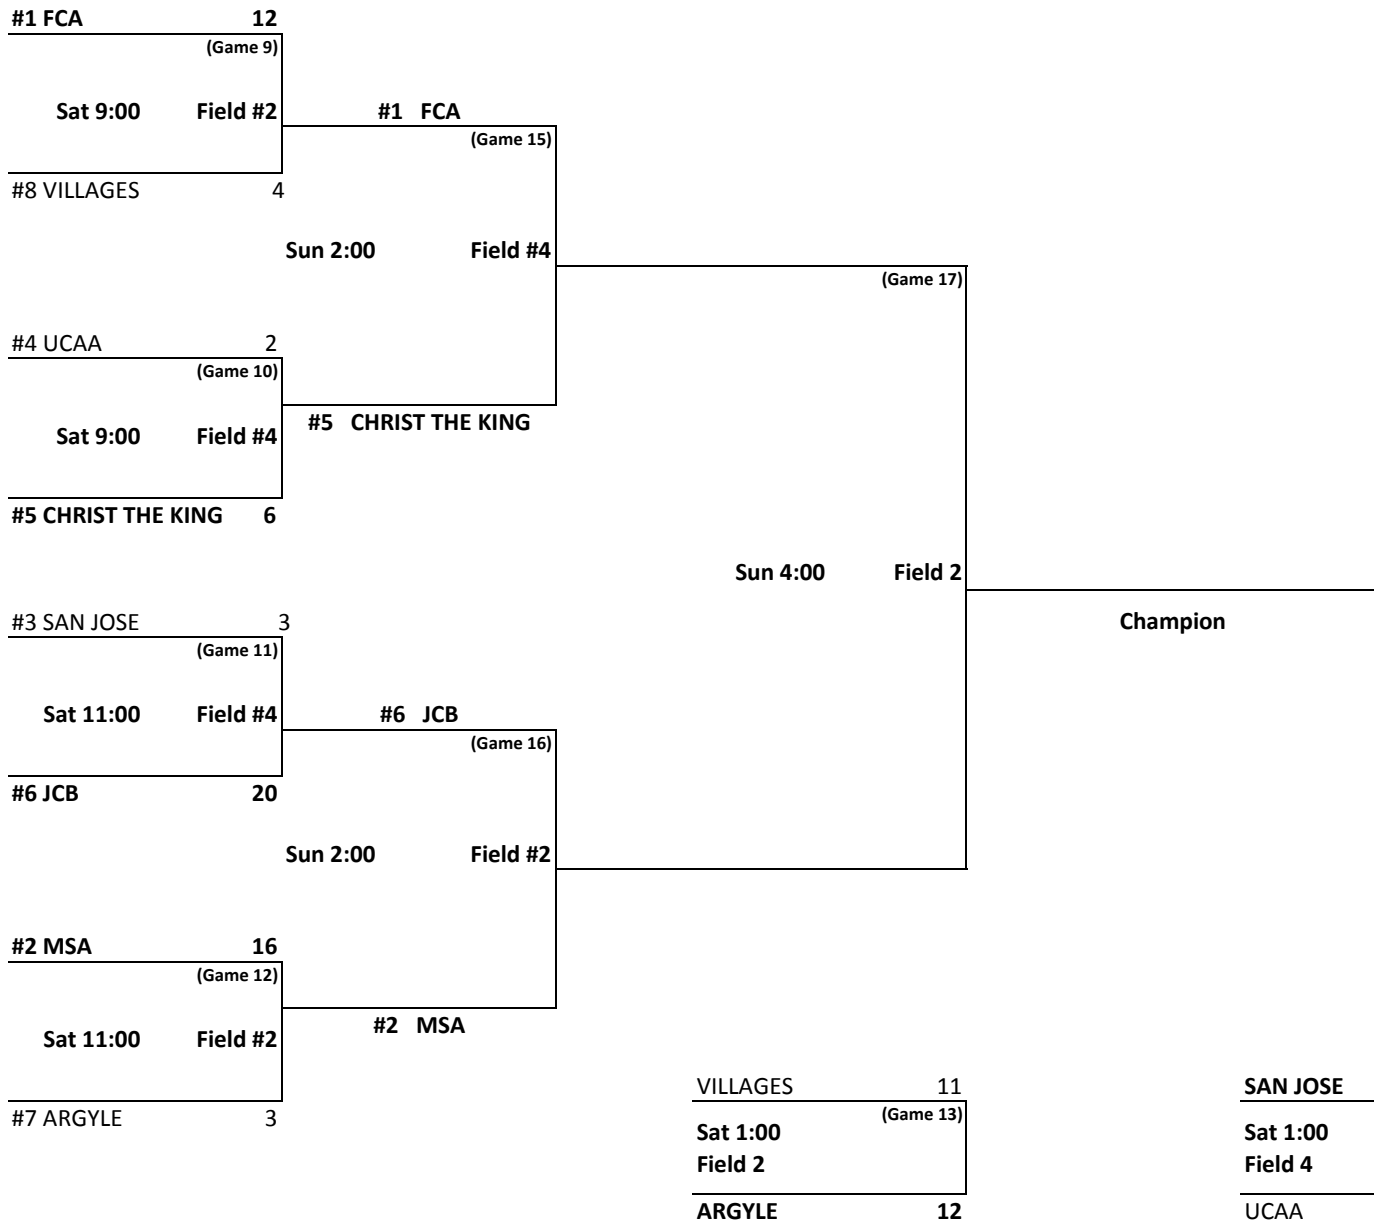 #1 FCA 12
(Game 9)
Sat 9:00 Field #2 #1 FCA
(Game 15)
#8 VILLAGES 4
Sun 2:00 Field #4
(Game 17)
#4 UCAA 2
(Game 10)
#5 CHRIST THE KING
Sat 9:00 Field #4
#5 CHRIST THE KING 6
Sun 4:00 Field 2
#3 SAN JOSE 3
Champion
(Game 11)
Sat 11:00 Field #4 #6 JCB
(Game 16)
#6 JCB 20
Sun 2:00 Field #2
#2 MSA 16
(Game 12)
#2 MSA
Sat 11:00 Field #2
VILLAGES 11 SAN JOSE
#7 ARGYLE 3 (Game 13)
Sat 1:00 Sat 1:00
Field 2 Field 4
ARGYLE 12 UCAA